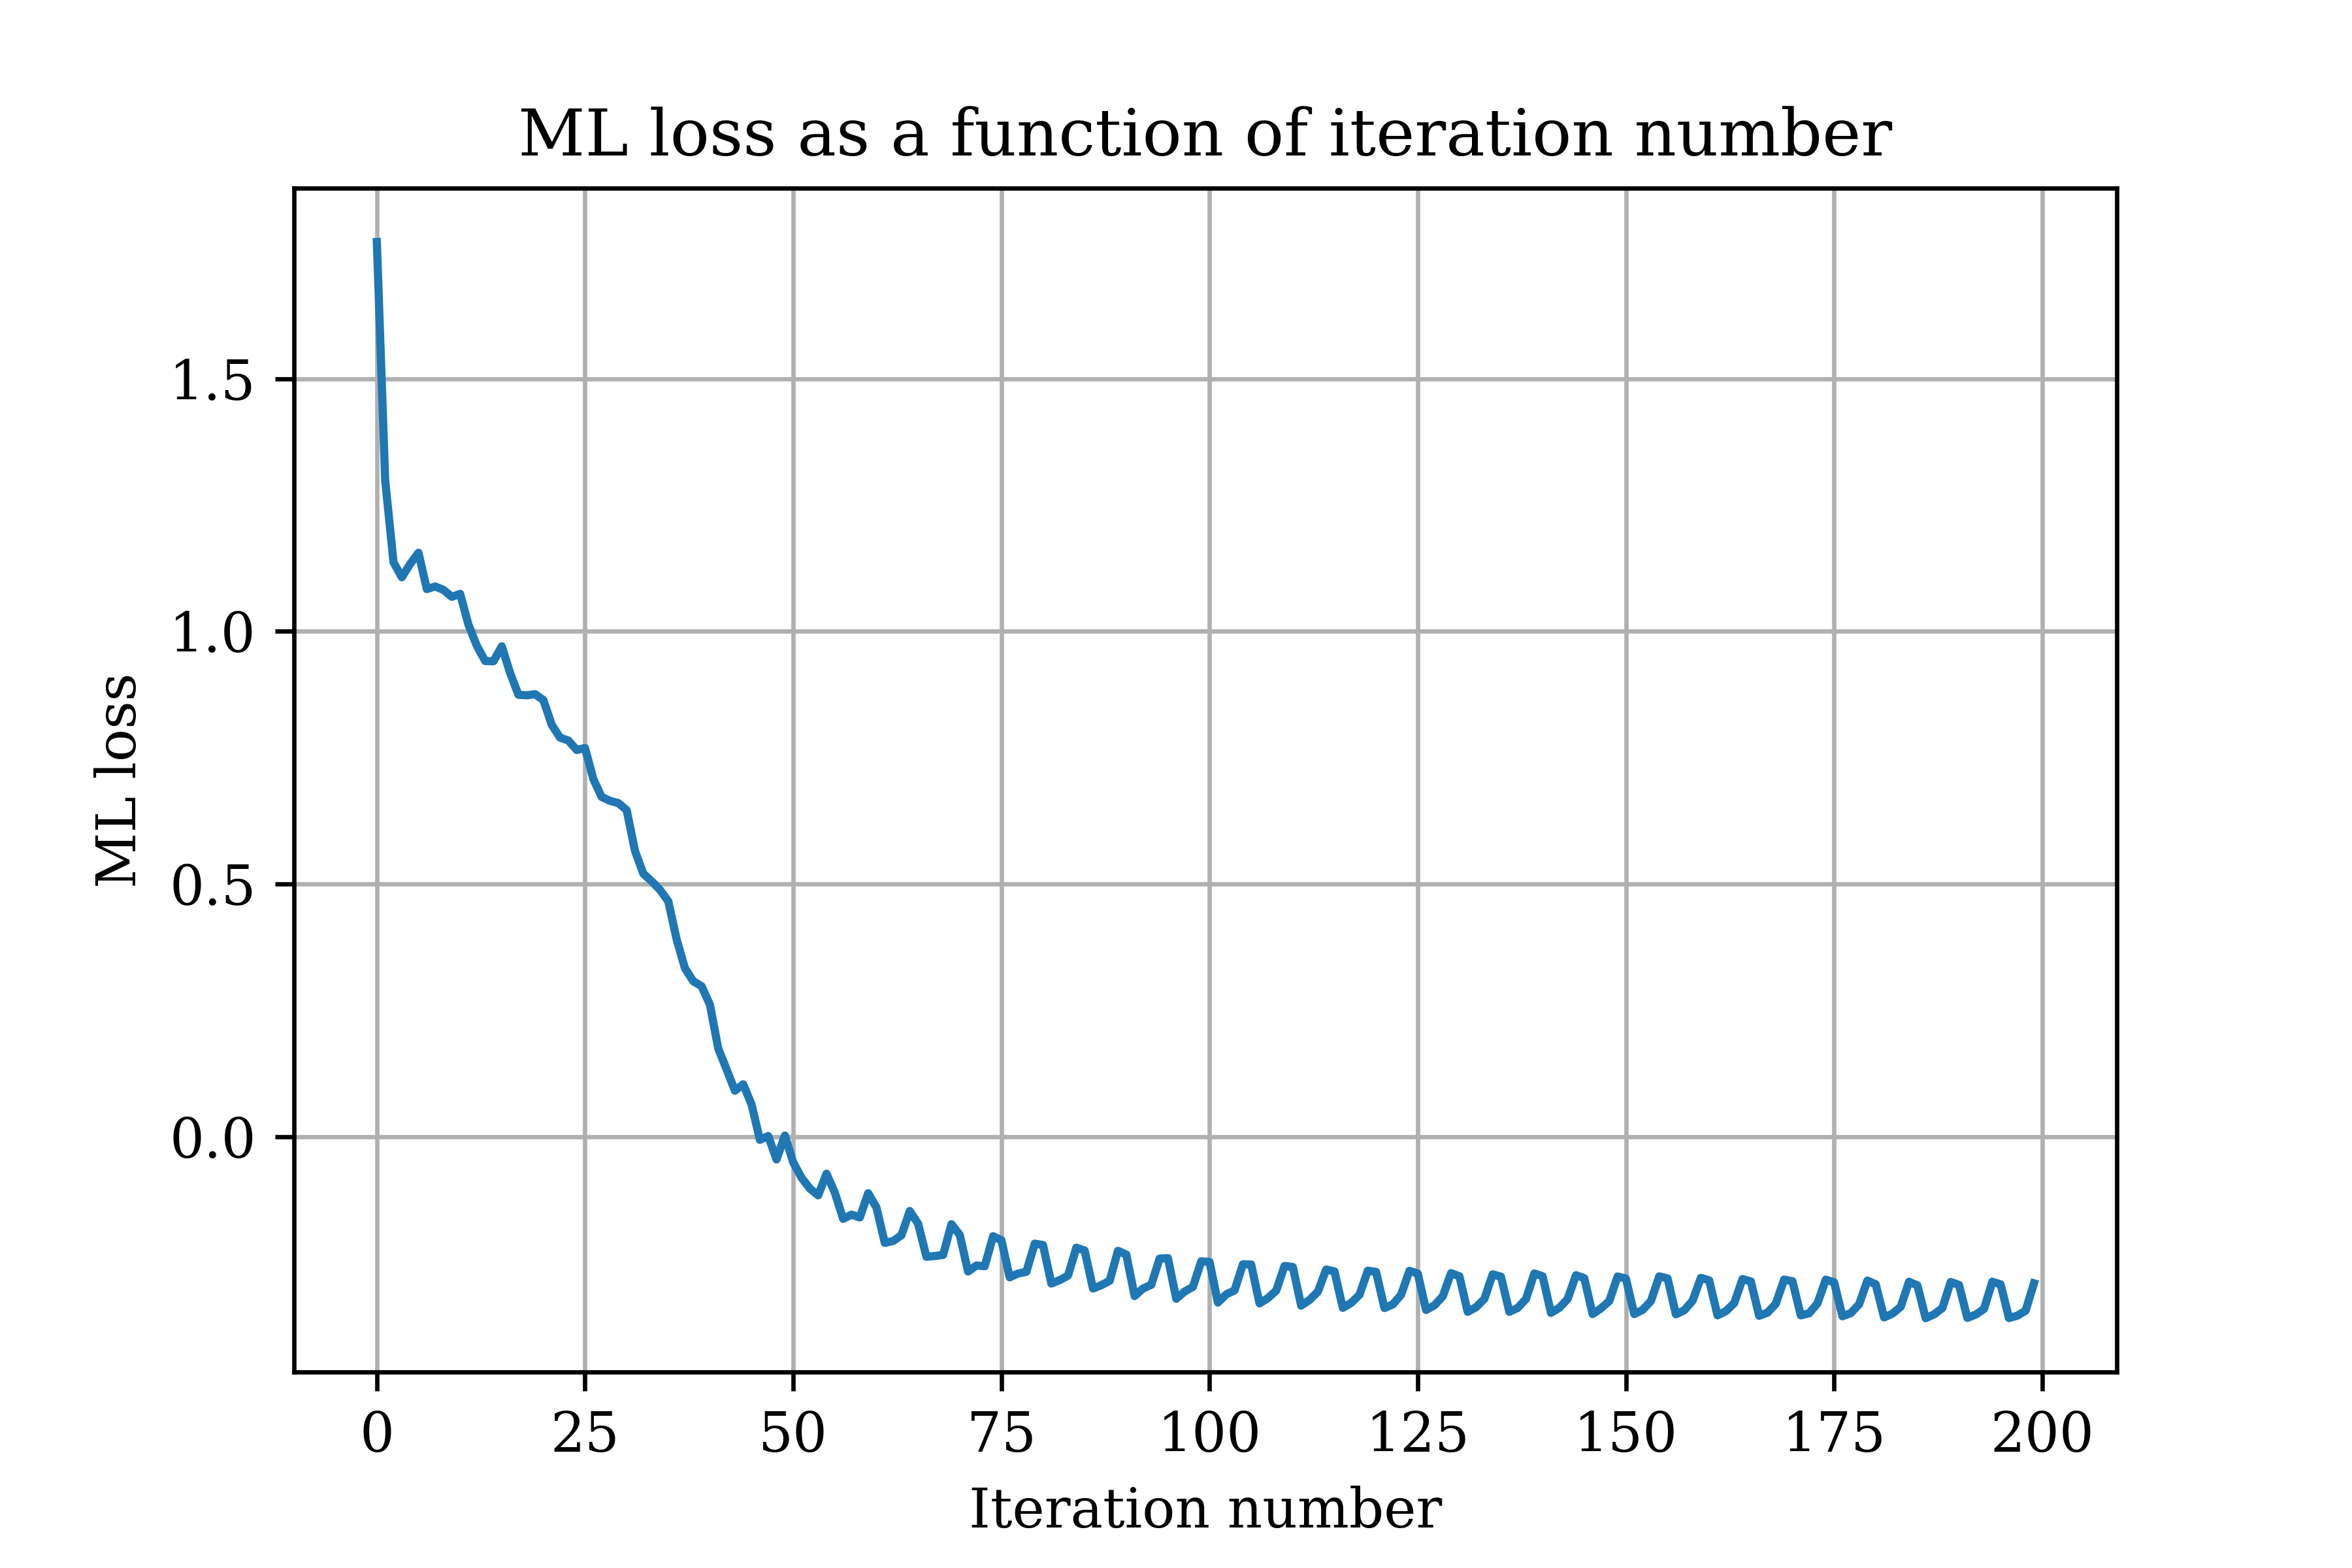 ML loss as a function of iteration number
ML loss
1.5
1.0
0.5
0.0
0 25 50 75 100 125 150 175 200
Iteration number